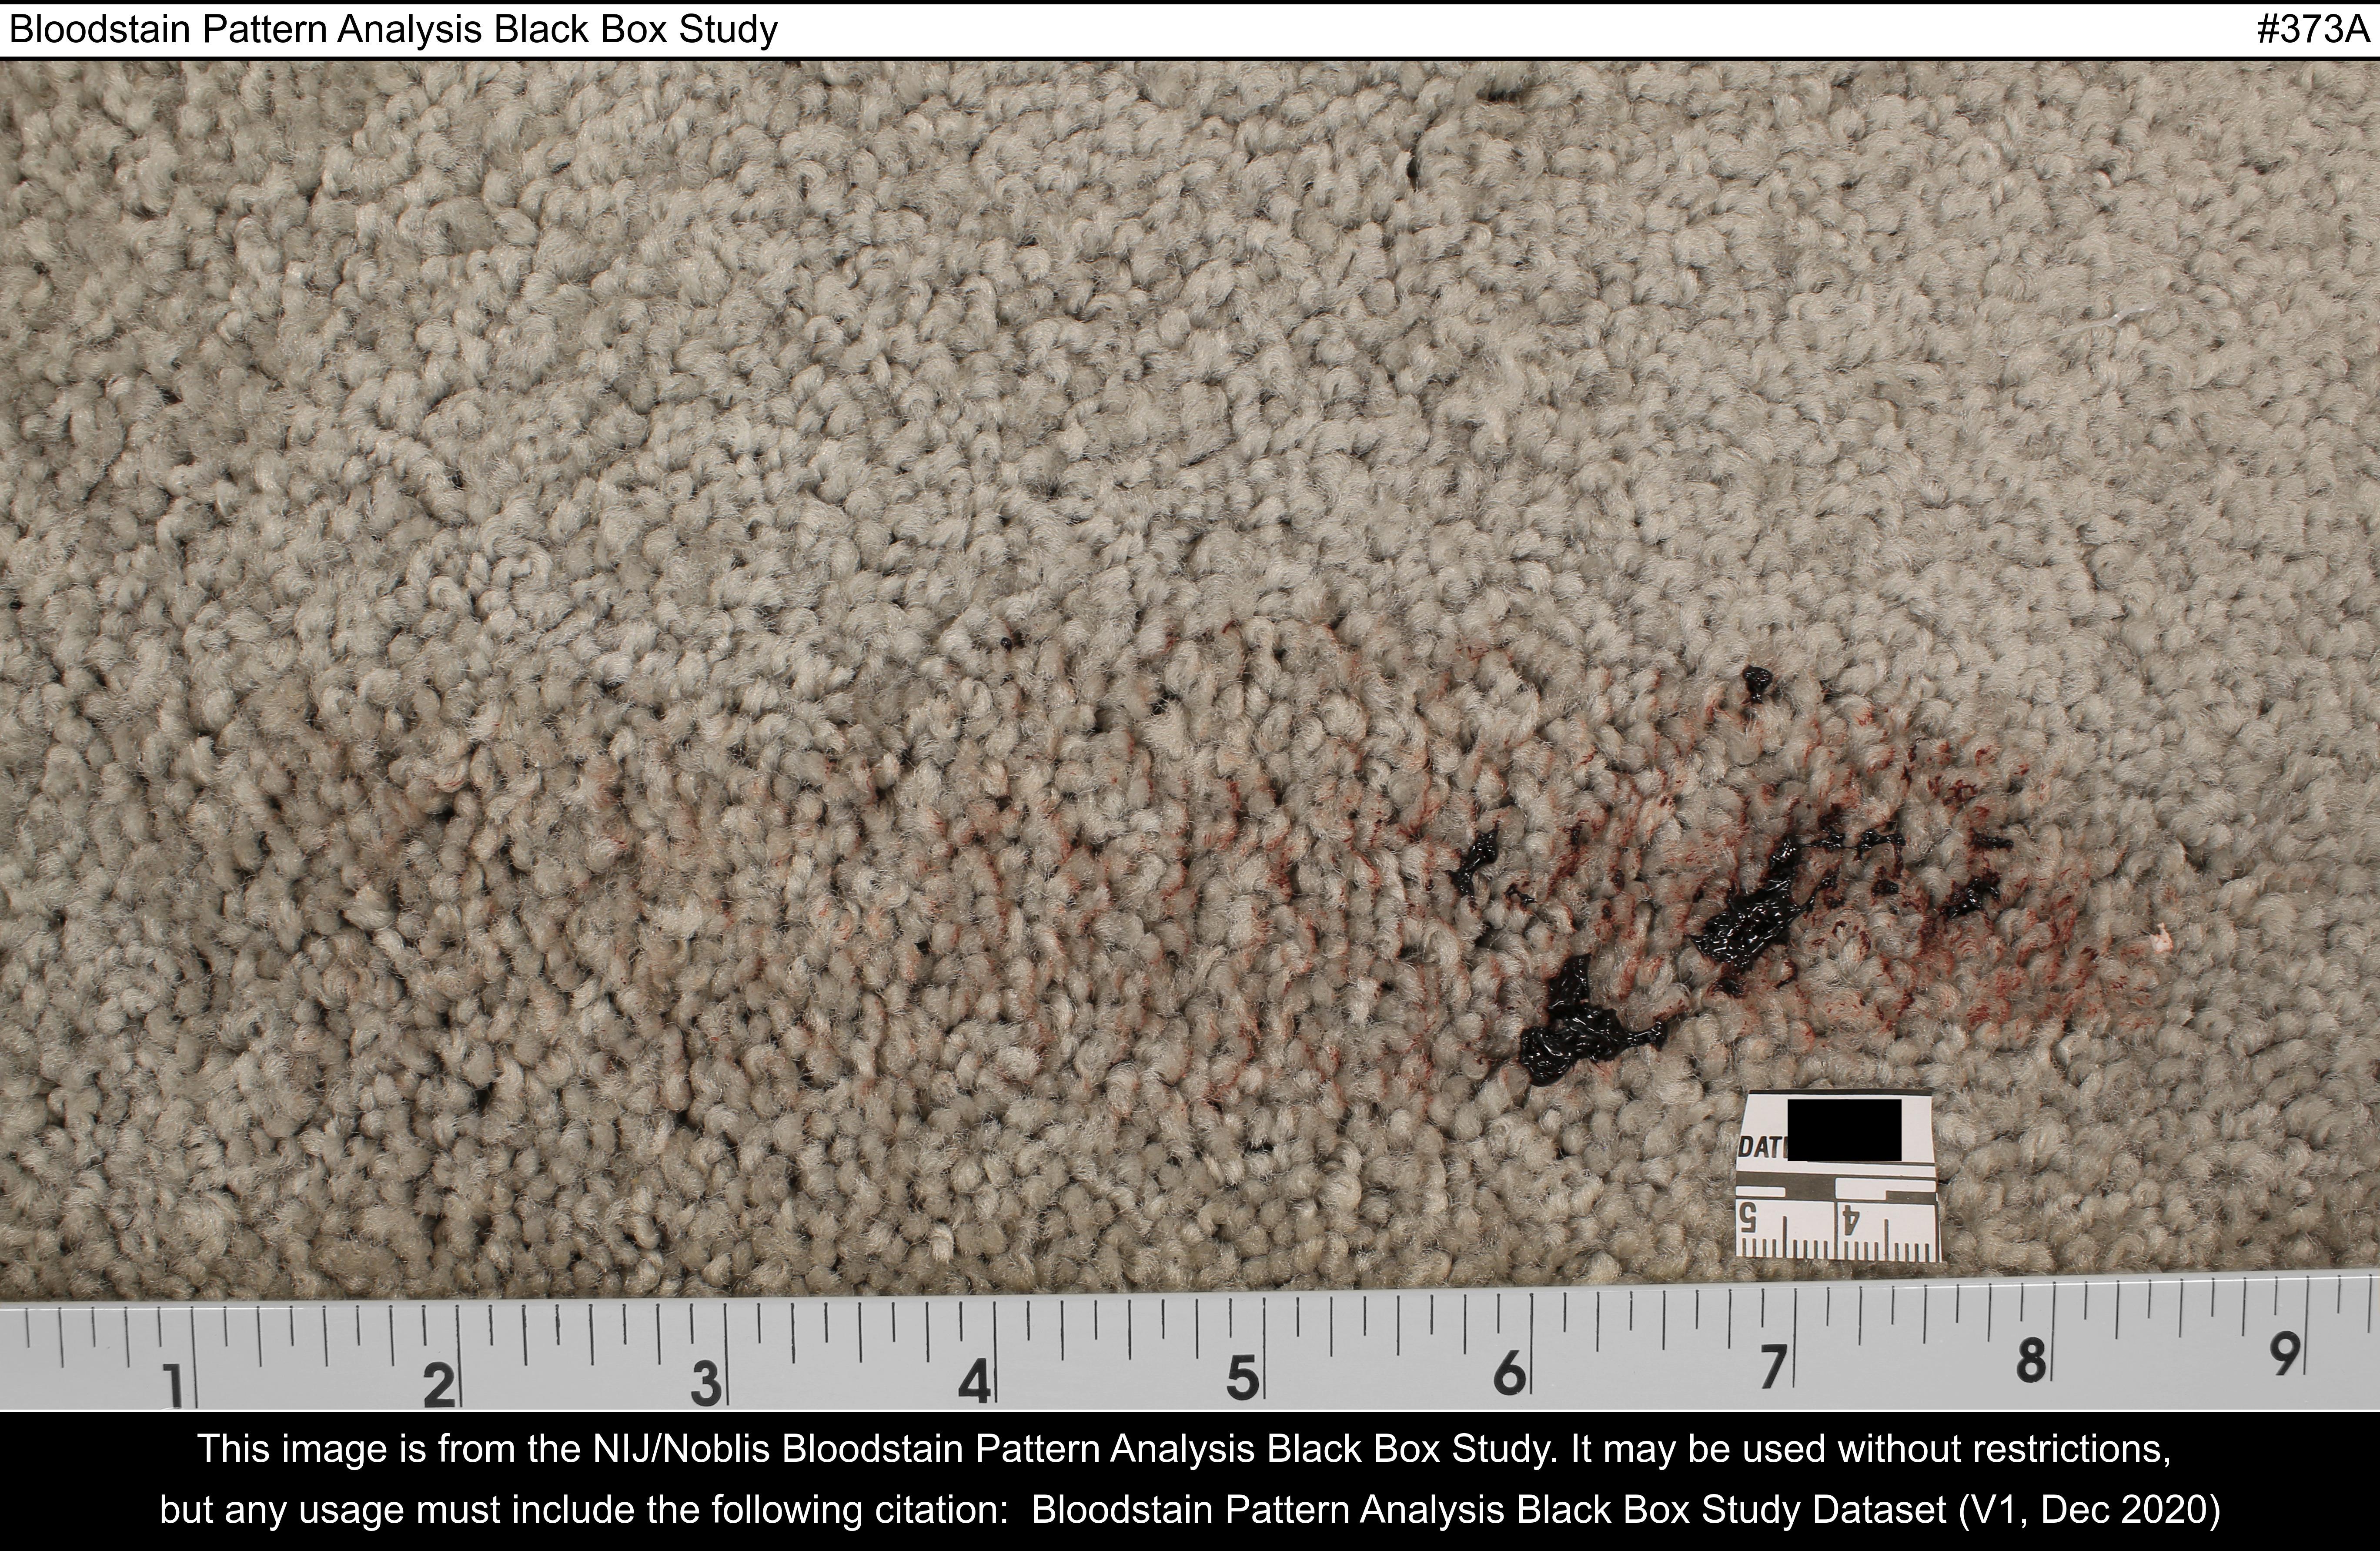 Bloodstain Pattern Analysis Black Box Study #373A
DAT
5 4
1 2 3 4 5 6 7 8 9
This image is from the NIJ/Noblis Bloodstain Pattern Analysis Black Box Study. It may be used without restrictions,
but any usage must include the following citation: Bloodstain Pattern Analysis Black Box Study Dataset (V1, Dec 2020)